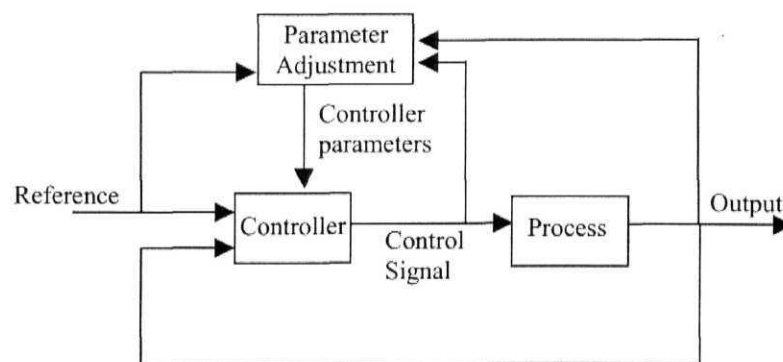 Parameter
Adjustment
Controller
parameters
Reference
Controller
Control
Signal
Process
Output